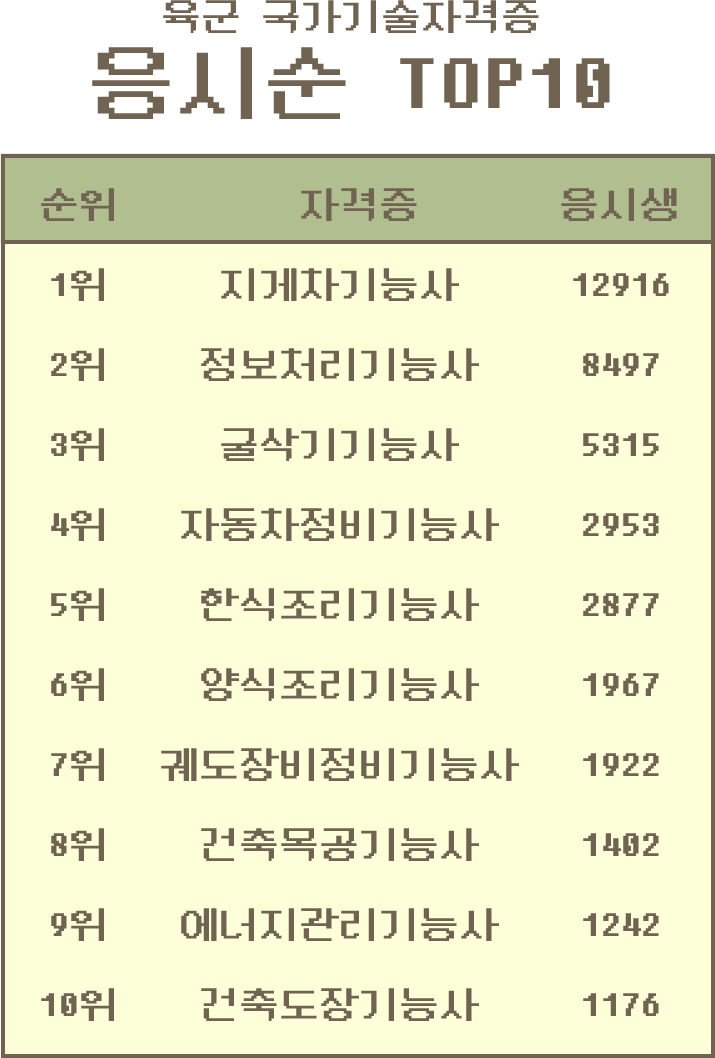 육군 국가기술자격증
응시순 TOP10
순위 자격증 응시생
1위 지게차기능사 12916
2위 정보처리기능사 8497
3위 굴삭기기능사 5315
4위 자동차정비기능사 2953
5위 한식조리기능사 2877
6위 양식조리기능사 1967
7위 궤도장비정비기능사 1922
8위 건축목공기능사 1402
9위 에너지관리기능사 1242
10위 건축도장기능사 1176